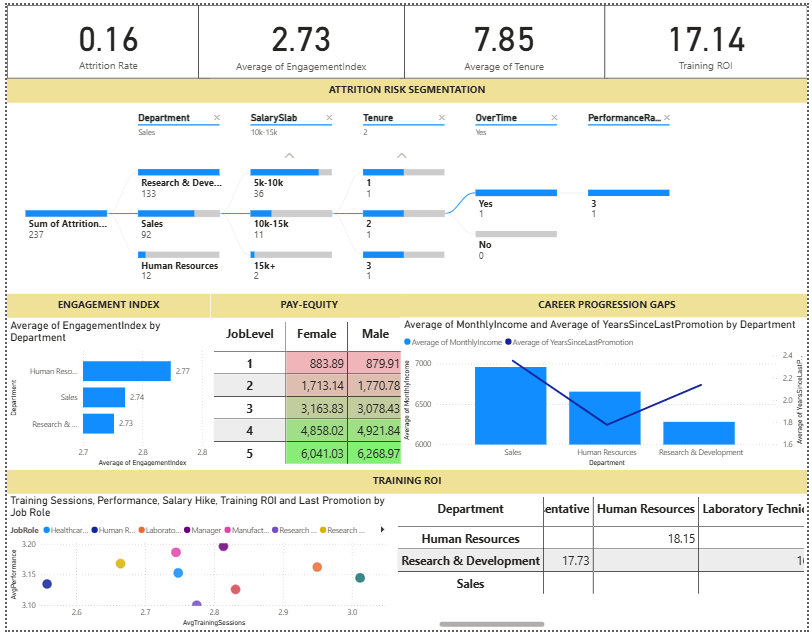 0.16
Attrition Rate
2.73
Average of EngagementIndex
7.85
Average of Tenure
17.14
Training ROI
ATTRITION RISK SEGMENTATION
Department ×
Sales
SalarySlab ×
10k-15k
Tenure ×
2
OverTime ×
Yes
PerformanceRa... ×
Sum of Attrition...
237
Research & Deve...
133
Sales
92
Human Resources
12
5k-10k
36
10k-15k
11
15k+
2
1
1
2
1
3
1
Yes
1
No
0
3
1
ENGAGEMENT INDEX
Average of EngagementIndex by
Department
Department
Human Reso... 2.77
Sales 2.74
Research & ... 2.73
2.7 2.8 2.8
Average of EngagementIndex
PAY-EQUITY
JobLevel Female Male
1 883.89 879.91
2 1,713.14 1,770.78
3 3,163.83 3,078.43
4 4,858.02 4,921.84
5 6,041.03 6,268.97
CAREER PROGRESSION GAPS
Average of MonthlyIncome and Average of YearsSinceLastPromotion by Department
Average of MonthlyIncome Average of YearsSinceLastPromotion
Average of MonthlyIncome
7000
6500
6000
2.4
2.2
2.0
1.8
1.6
Average of YearsSinceLastP...
Sales Human Resources Research & Development
Department
TRAINING ROI
Training Sessions, Performance, Salary Hike, Training ROI and Last Promotion by
Job Role
JobRole Healthcar... Human R... Laborato... Manager Manufact... Research ... Research ...
AvgPerformance
3.20
3.15
3.10
2.6 2.7 2.8 2.9 3.0
AvgTrainingSessions
Department entative Human Resources Laboratory Techni
Human Resources 18.15
Research & Development 17.73
Sales